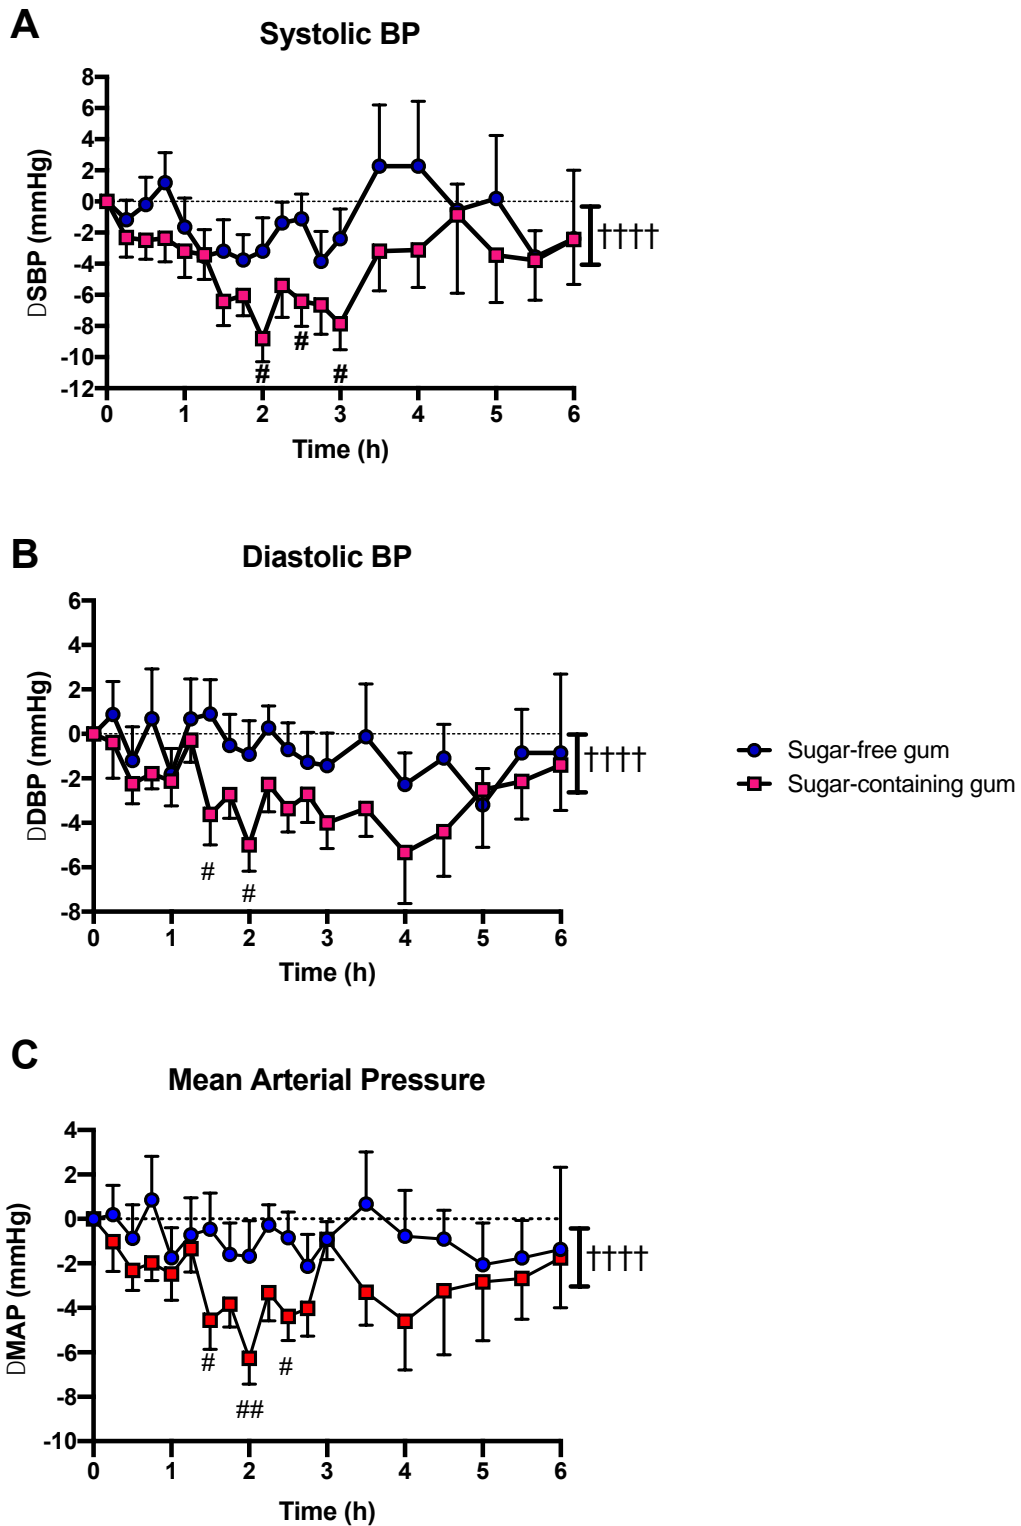 A
Systolic BP
8
6
4
2
0
-2
-4
-6
-8
-10
-12
DSBP (mmHg)
††††
#
#
#
0 1 2 3 4 5 6
Time (h)
B
Diastolic BP
6
4
2
0
-2
-4
-6
-8
DDBP (mmHg)
††††
#
#
0 1 2 3 4 5 6
Time (h)
Sugar-free gum
Sugar-containing gum
C
Mean Arterial Pressure
4
2
0
-2
-4
-6
-8
-10
DMAP (mmHg)
††††
# #
##
0 1 2 3 4 5 6
Time (h)